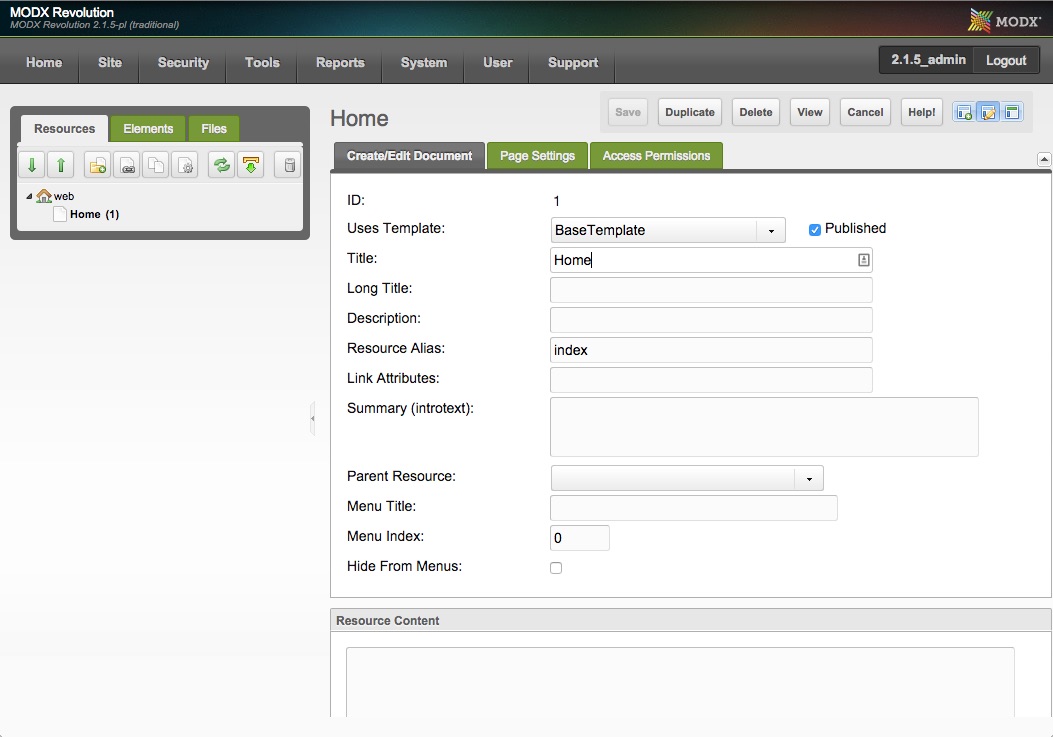 MODX Revolution
MODX Revolution 2.1.5-pl (traditional)
MODX
Home Site Security Tools Reports System User Support
2.1.5_admin Logout
Resources Elements Files
web
Home (1)
Home
Save Duplicate Delete View Cancel Help!
Create/Edit Document Page Settings Access Permissions
ID: 1
Uses Template: BaseTemplate Published
Title: Home
Long Title:
Description:
Resource Alias: index
Link Attributes:
Summary (introtext):
Parent Resource:
Menu Title:
Menu Index: 0
Hide From Menus:
Resource Content